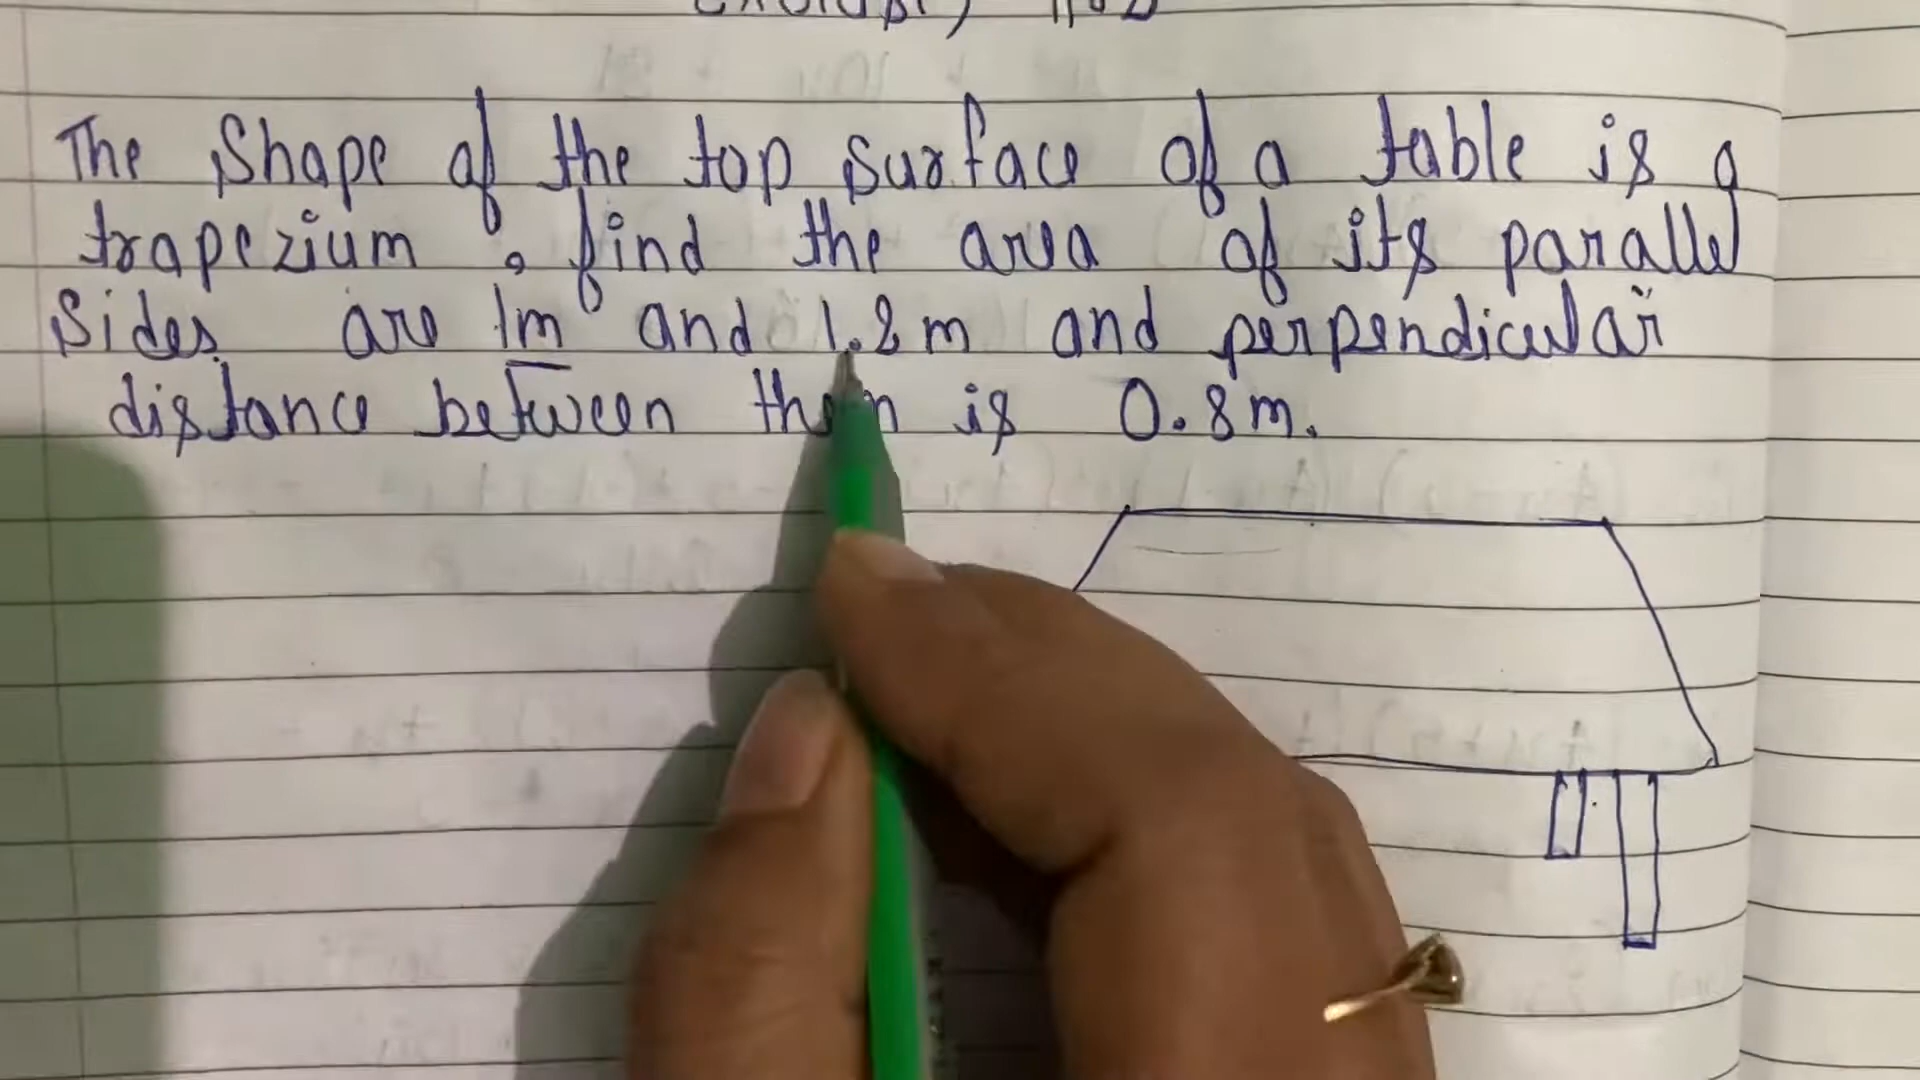 The Shape of the top surface of a table is a
trapezium. find the area of its parallel
Sides are 1m and 1.2m and perpendicular
distance between them is 0.8m.